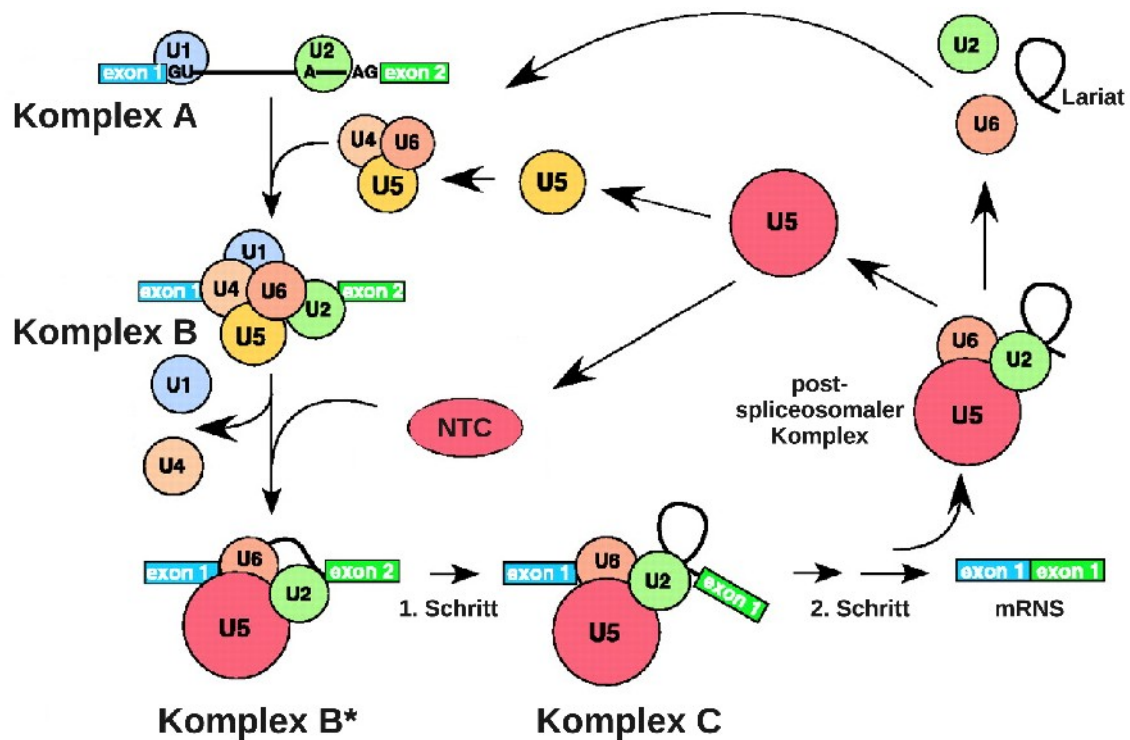 U1
U2
exon 1
GU
A
AG
exon 2
Komplex A
U4
U6
U5
U5
U5
U2
U6
Lariat
U1
exon 1
U4
U6
U2
exon 2
U5
Komplex B
U1
U4
NTC
U6
U2
U5
post-
spliceosomaler
Komplex
exon 1
U6
U2
exon 2
U5
1. Schritt
exon 1
U6
U2
exon 1
U5
2. Schritt
exon 1
exon 1
mRNS
Komplex B*
Komplex C